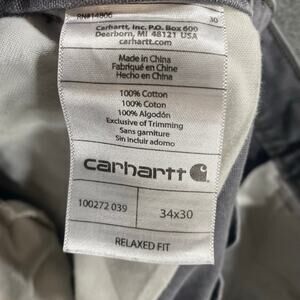 RN#14806 30
Carhartt, Inc. P.O. Box 600
Dearborn, MI 48121 USA
carhartt.com
Made in China
Fabriqué en Chine
Hecho en China
100% Cotton
100% Coton
100% Algodón
Exclusive of Trimming
Sans garniture
Sin incluir adorno
carhartt
100272 039
34x30
RELAXED FIT